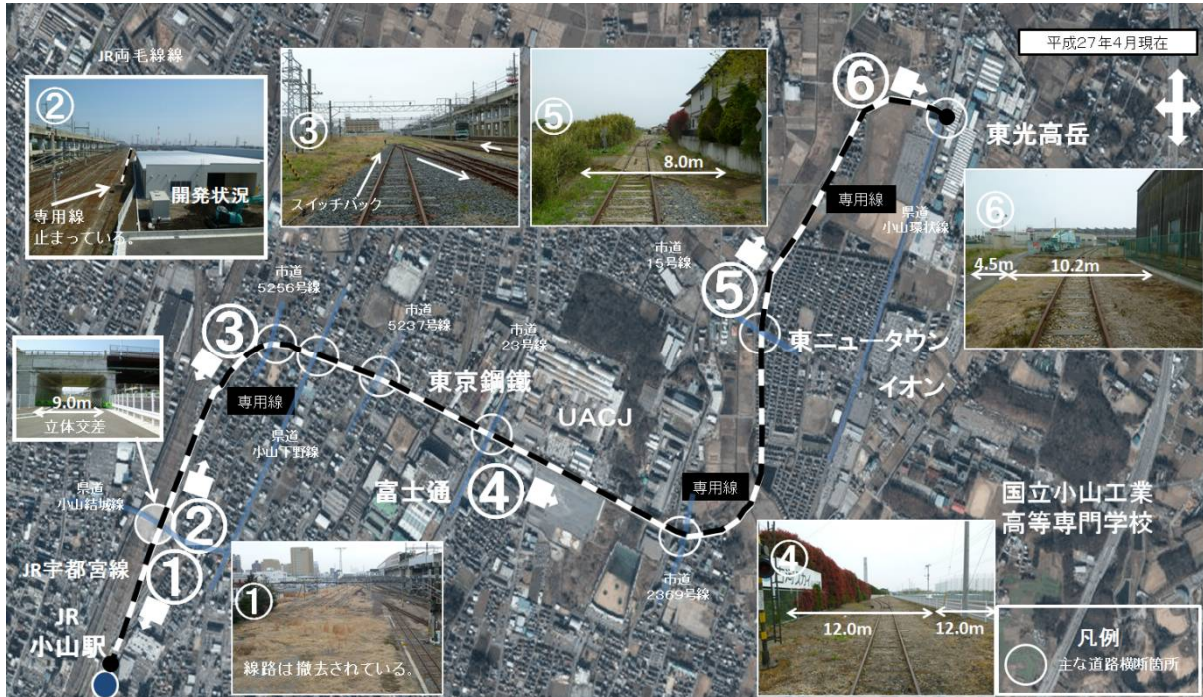 平成27年4月現在
JR両毛線線
②
専用線
止まっている。
開発状況
③
スイッチバック
⑤
8.0m
⑥
東光高岳
専用線
県道
小山環状線
⑥
4.5m
10.2m
市道
15号線
⑤
東ニュータウン
イオン
市道
5256号線
市道
5237号線
市道
23号線
③
専用線
東京鋼鐵
UACJ
9.0m
立体交差
県道
小山下野線
県道
小山結城線
富士通
④
専用線
国立小山工業
高等専門学校
②
①
JR宇都宮線
JR
小山駅
①
線路は撤去されている。
市道
2369号線
④
12.0m
12.0m
凡例
主な道路横断箇所